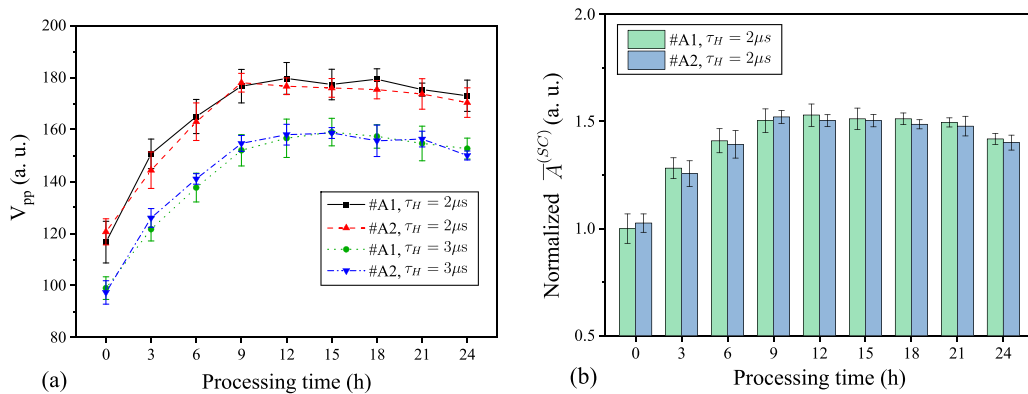 200
180
160
140
120
100
80
V_pp (a. u.)
#A1, τ_H = 2μs
#A2, τ_H = 2μs
#A1, τ_H = 3μs
#A2, τ_H = 3μs
0 3 6 9 12 15 18 21 24
Processing time (h)
(a)
2.0
1.5
1.0
0.5
Normalized A̅^(SC) (a. u.)
#A1, τ_H = 2μs
#A2, τ_H = 2μs
0 3 6 9 12 15 18 21 24
Processing time (h)
(b)